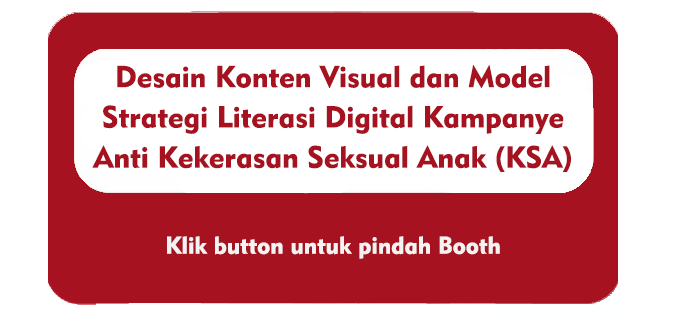 Desain Konten Visual dan Model
Strategi Literasi Digital Kampanye
Anti Kekerasan Seksual Anak (KSA)
Klik button untuk pindah Booth